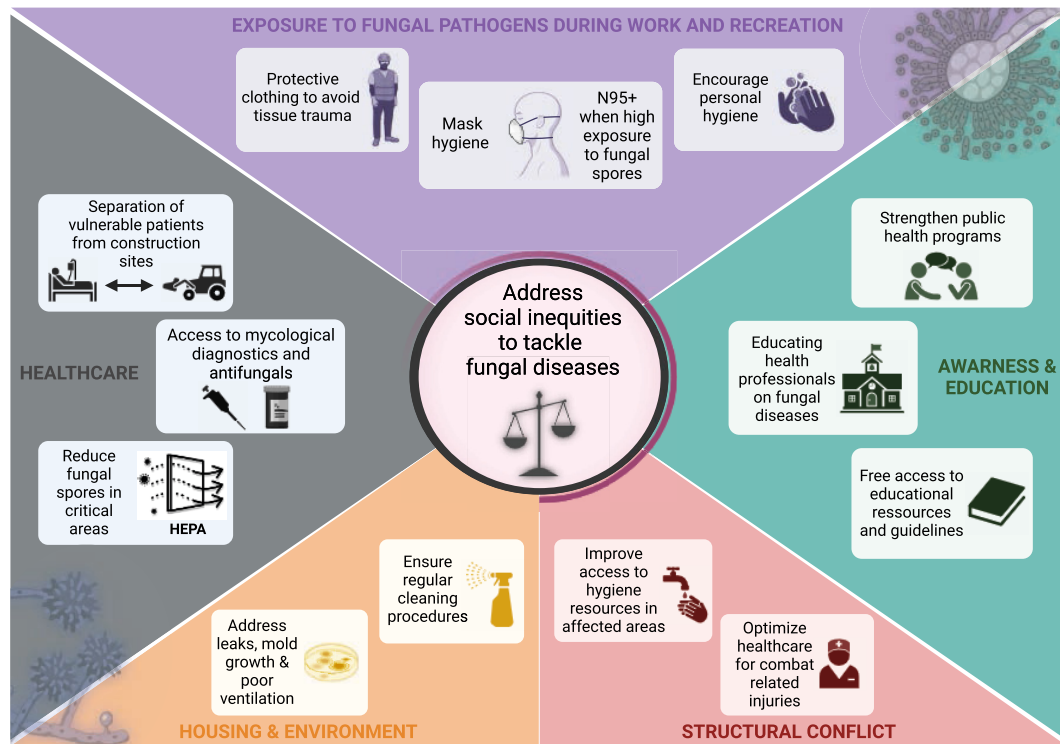 EXPOSURE TO FUNGAL PATHOGENS DURING WORK AND RECREATION
Protective
clothing to avoid
tissue trauma
Mask
hygiene
N95+
when high
exposure
to fungal
spores
Encourage
personal
hygiene
Separation of
vulnerable patients
from construction
sites
Access to mycological
diagnostics and
antifungals
HEALTHCARE
Reduce
fungal
spores in
critical
areas
HEPA
Address
social inequities
to tackle
fungal diseases
Strengthen public
health programs
Educating
health
professionals
on fungal
diseases
AWARNESS &
EDUCATION
Free access to
educational
ressources
and guidelines
Ensure
regular
cleaning
procedures
Address
leaks, mold
growth &
poor
ventilation
HOUSING & ENVIRONMENT
Improve
access to
hygiene
resources in
affected areas
Optimize
healthcare
for combat
related
injuries
STRUCTURAL CONFLICT